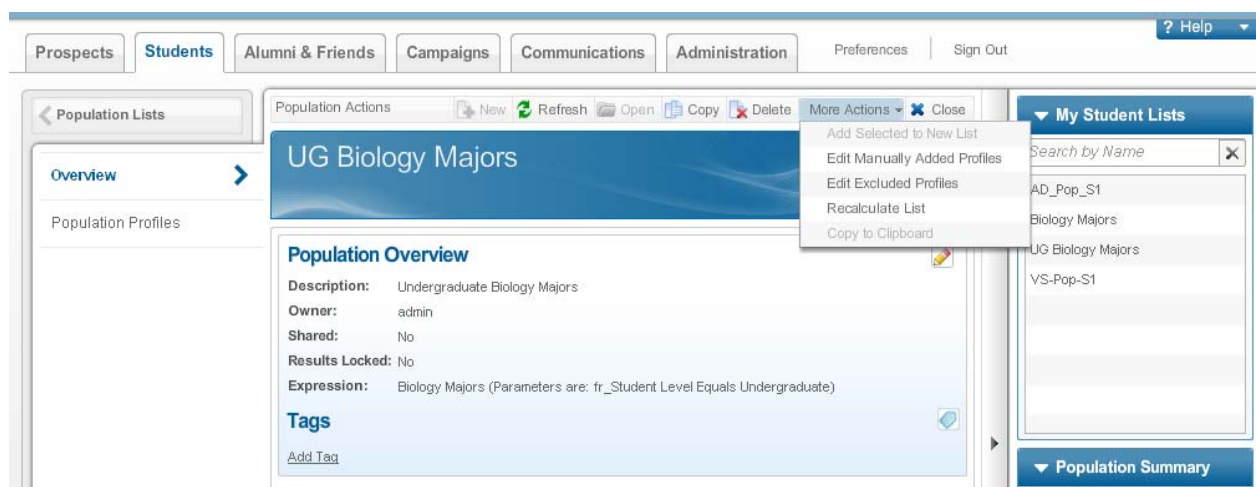 ? Help
Prospects Students Alumni & Friends Campaigns Communications Administration Preferences Sign Out
Population Lists
Overview
Population Profiles
Population Actions New Refresh Open Copy Delete More Actions Close
Add Selected to New List
Edit Manually Added Profiles
Edit Excluded Profiles
Recalculate List
Copy to Clipboard
UG Biology Majors
Population Overview
Description: Undergraduate Biology Majors
Owner: admin
Shared: No
Results Locked: No
Expression: Biology Majors (Parameters are: fr_Student Level Equals Undergraduate)
Tags
Add Tag
My Student Lists
Search by Name
AD_Pop_S1
Biology Majors
UG Biology Majors
VS-Pop-S1
Population Summary